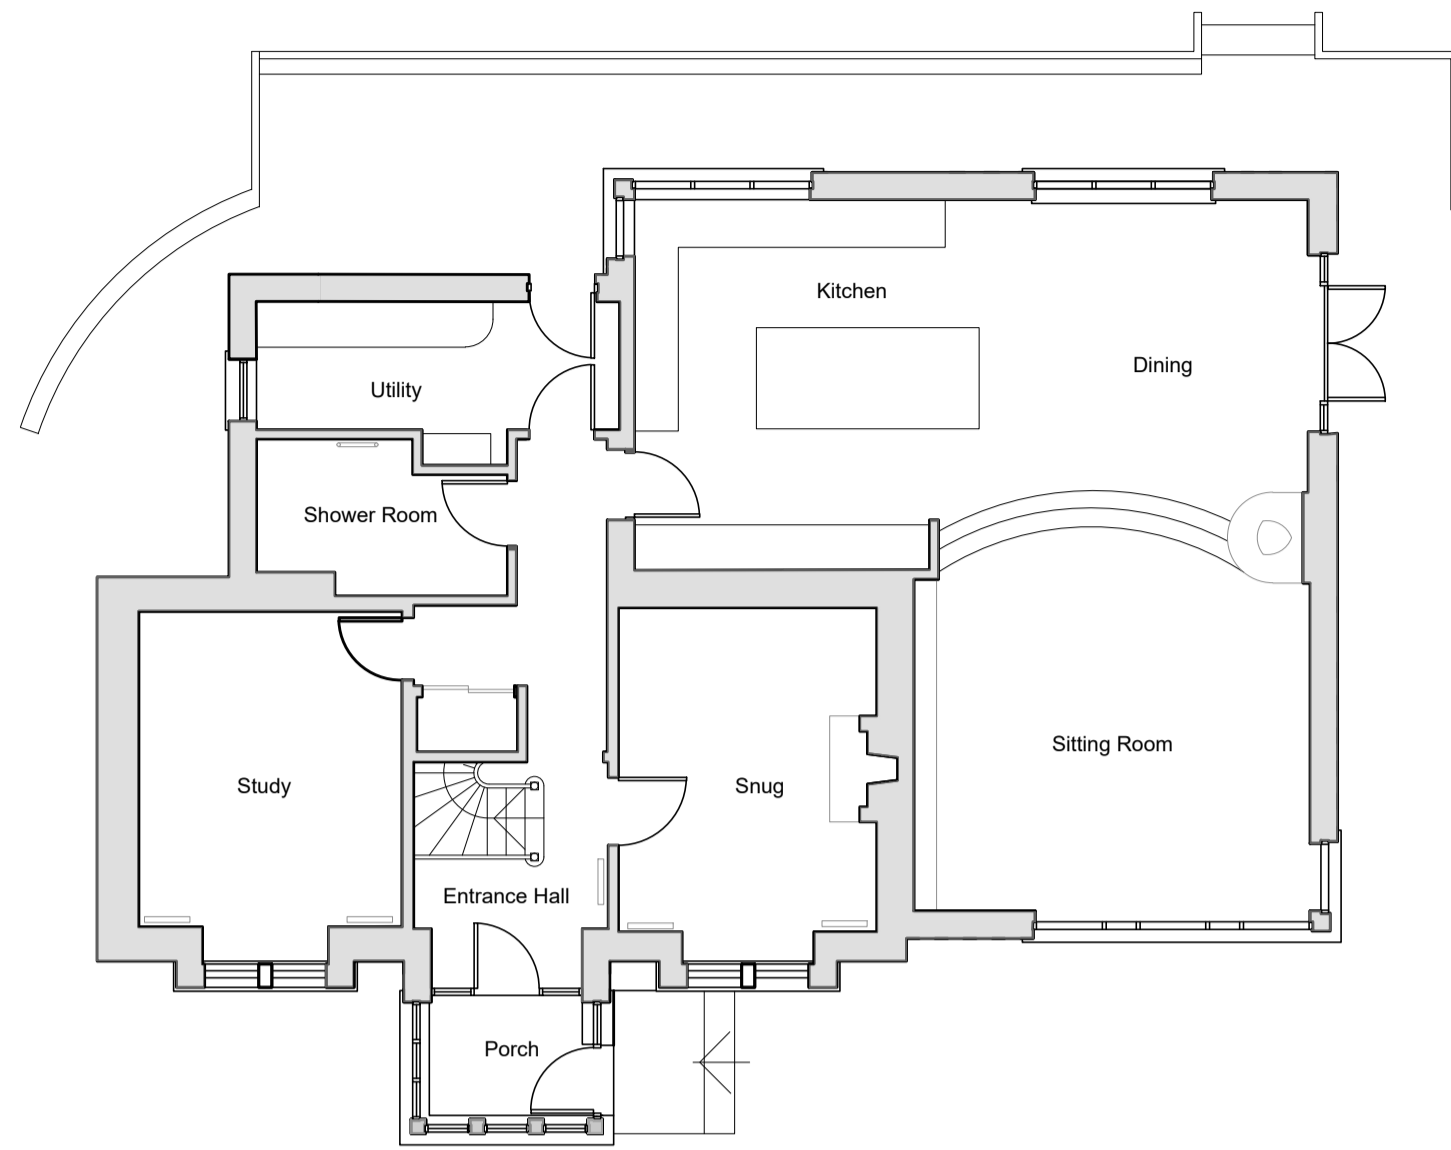 Kitchen
Dining
Utility
Shower Room
Sitting Room
Study
Snug
Entrance Hall
Porch